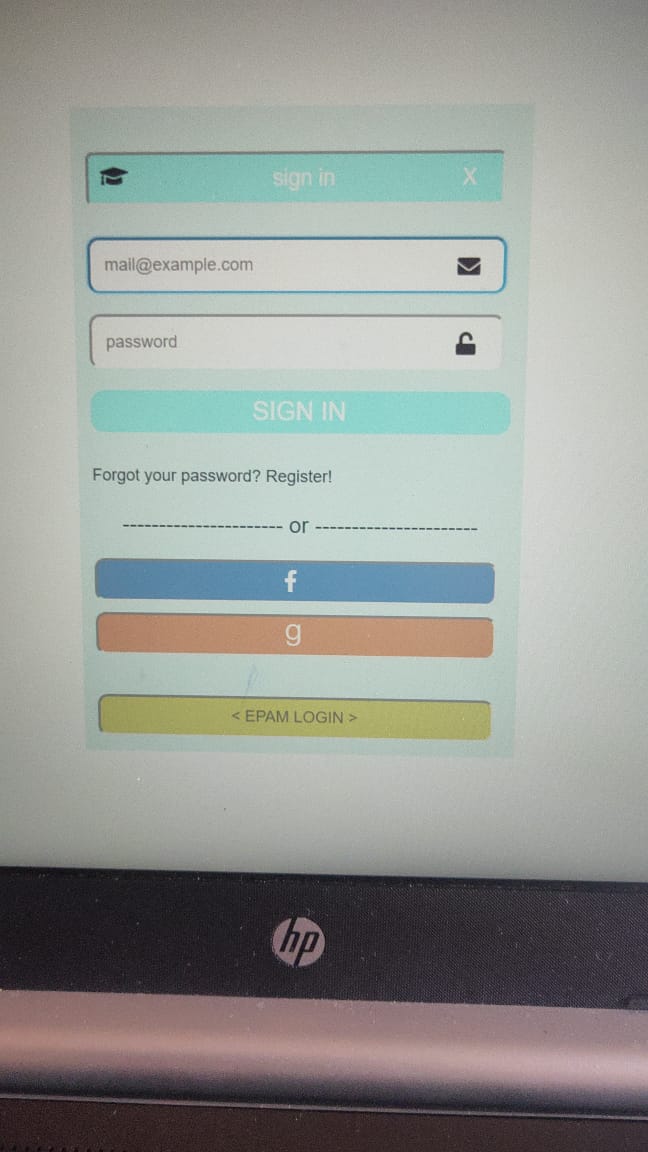 sign in X
mail@example.com
password
SIGN IN
Forgot your password? Register!
---------------------- or ----------------------
f
g
< EPAM LOGIN >
hp